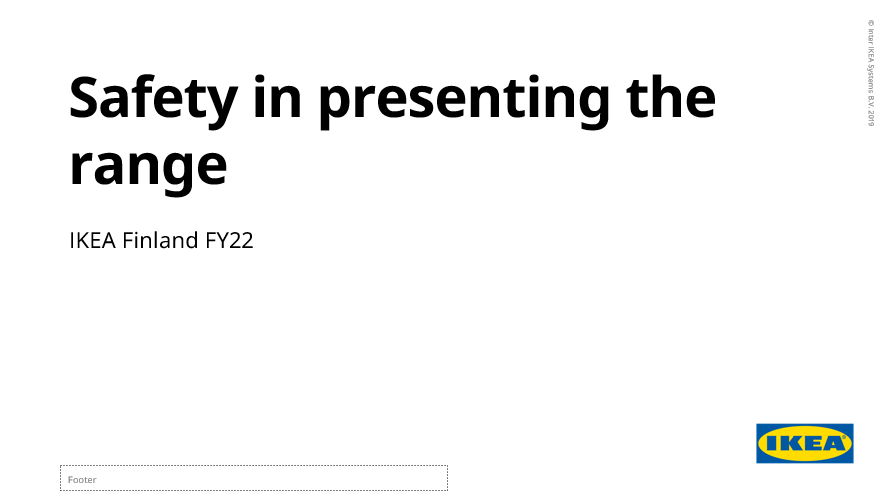 Safety in presenting the
range
IKEA Finland FY22
© Inter IKEA Systems B.V. 2019
IKEA
Footer